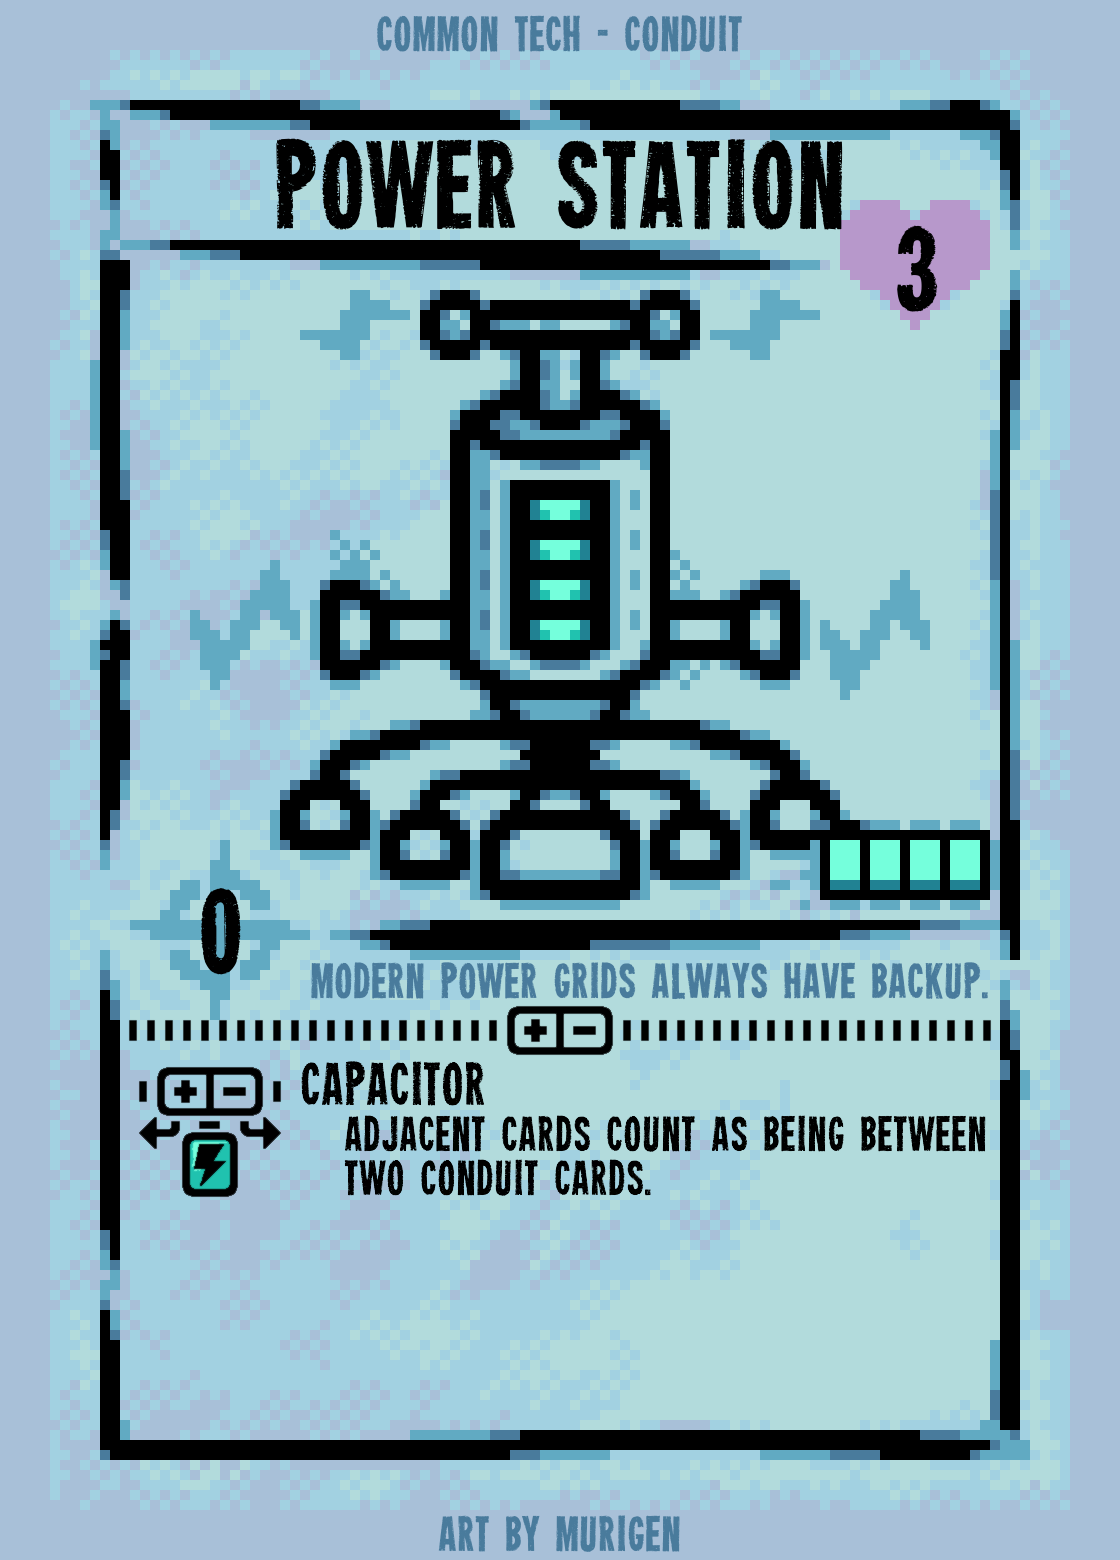 COMMON TECH - CONDUIT
POWER STATION
3
0
MODERN POWER GRIDS ALWAYS HAVE BACKUP.
+ -
+ -
CAPACITOR
ADJACENT CARDS COUNT AS BEING BETWEEN
TWO CONDUIT CARDS.
ART BY MURIGEN